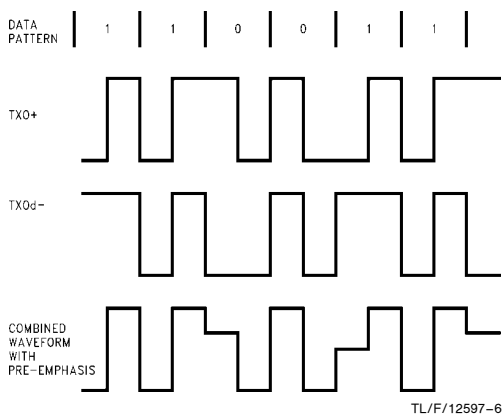 DATA
PATTERN
1 1 0 0 1 1
TXO+
TXOd-
COMBINED
WAVEFORM
WITH
PRE-EMPHASIS
TL/F/12597-6